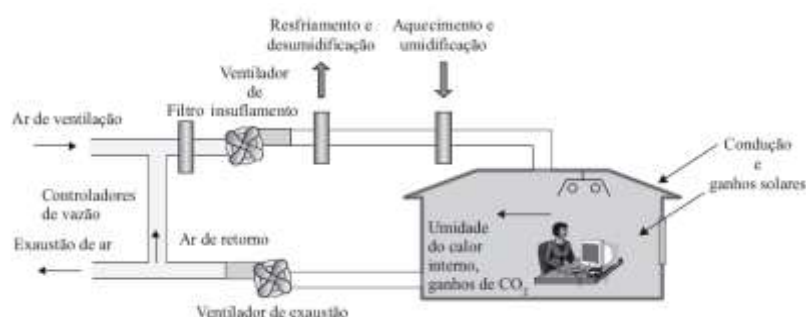 Resfriamento e
desumidificação
Aquecimento e
umidificação
Ventilador
de
Filtro insuflamento
Ar de ventilação
Condução
e
ganhos solares
Controladores
de vazão
Exaustão de ar
Ar de retorno
Umidade
do calor
interno,
ganhos de CO₂
Ventilador de exaustão